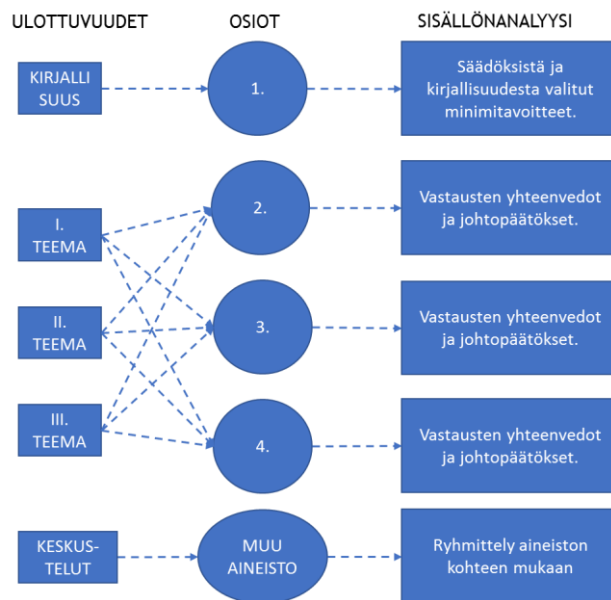 ULOTTUVUUDET OSIOT SISÄLLÖNANALYYSI
KIRJALLI
SUUS
1.
Säädöksistä ja
kirjallisuudesta valitut
minimitavoitteet.
I.
TEEMA
2.
Vastausten yhteenvedot
ja johtopäätökset.
II.
TEEMA
3.
Vastausten yhteenvedot
ja johtopäätökset.
III.
TEEMA
4.
Vastausten yhteenvedot
ja johtopäätökset.
KESKUS-
TELUT
MUU
AINEISTO
Ryhmittely aineiston
kohteen mukaan